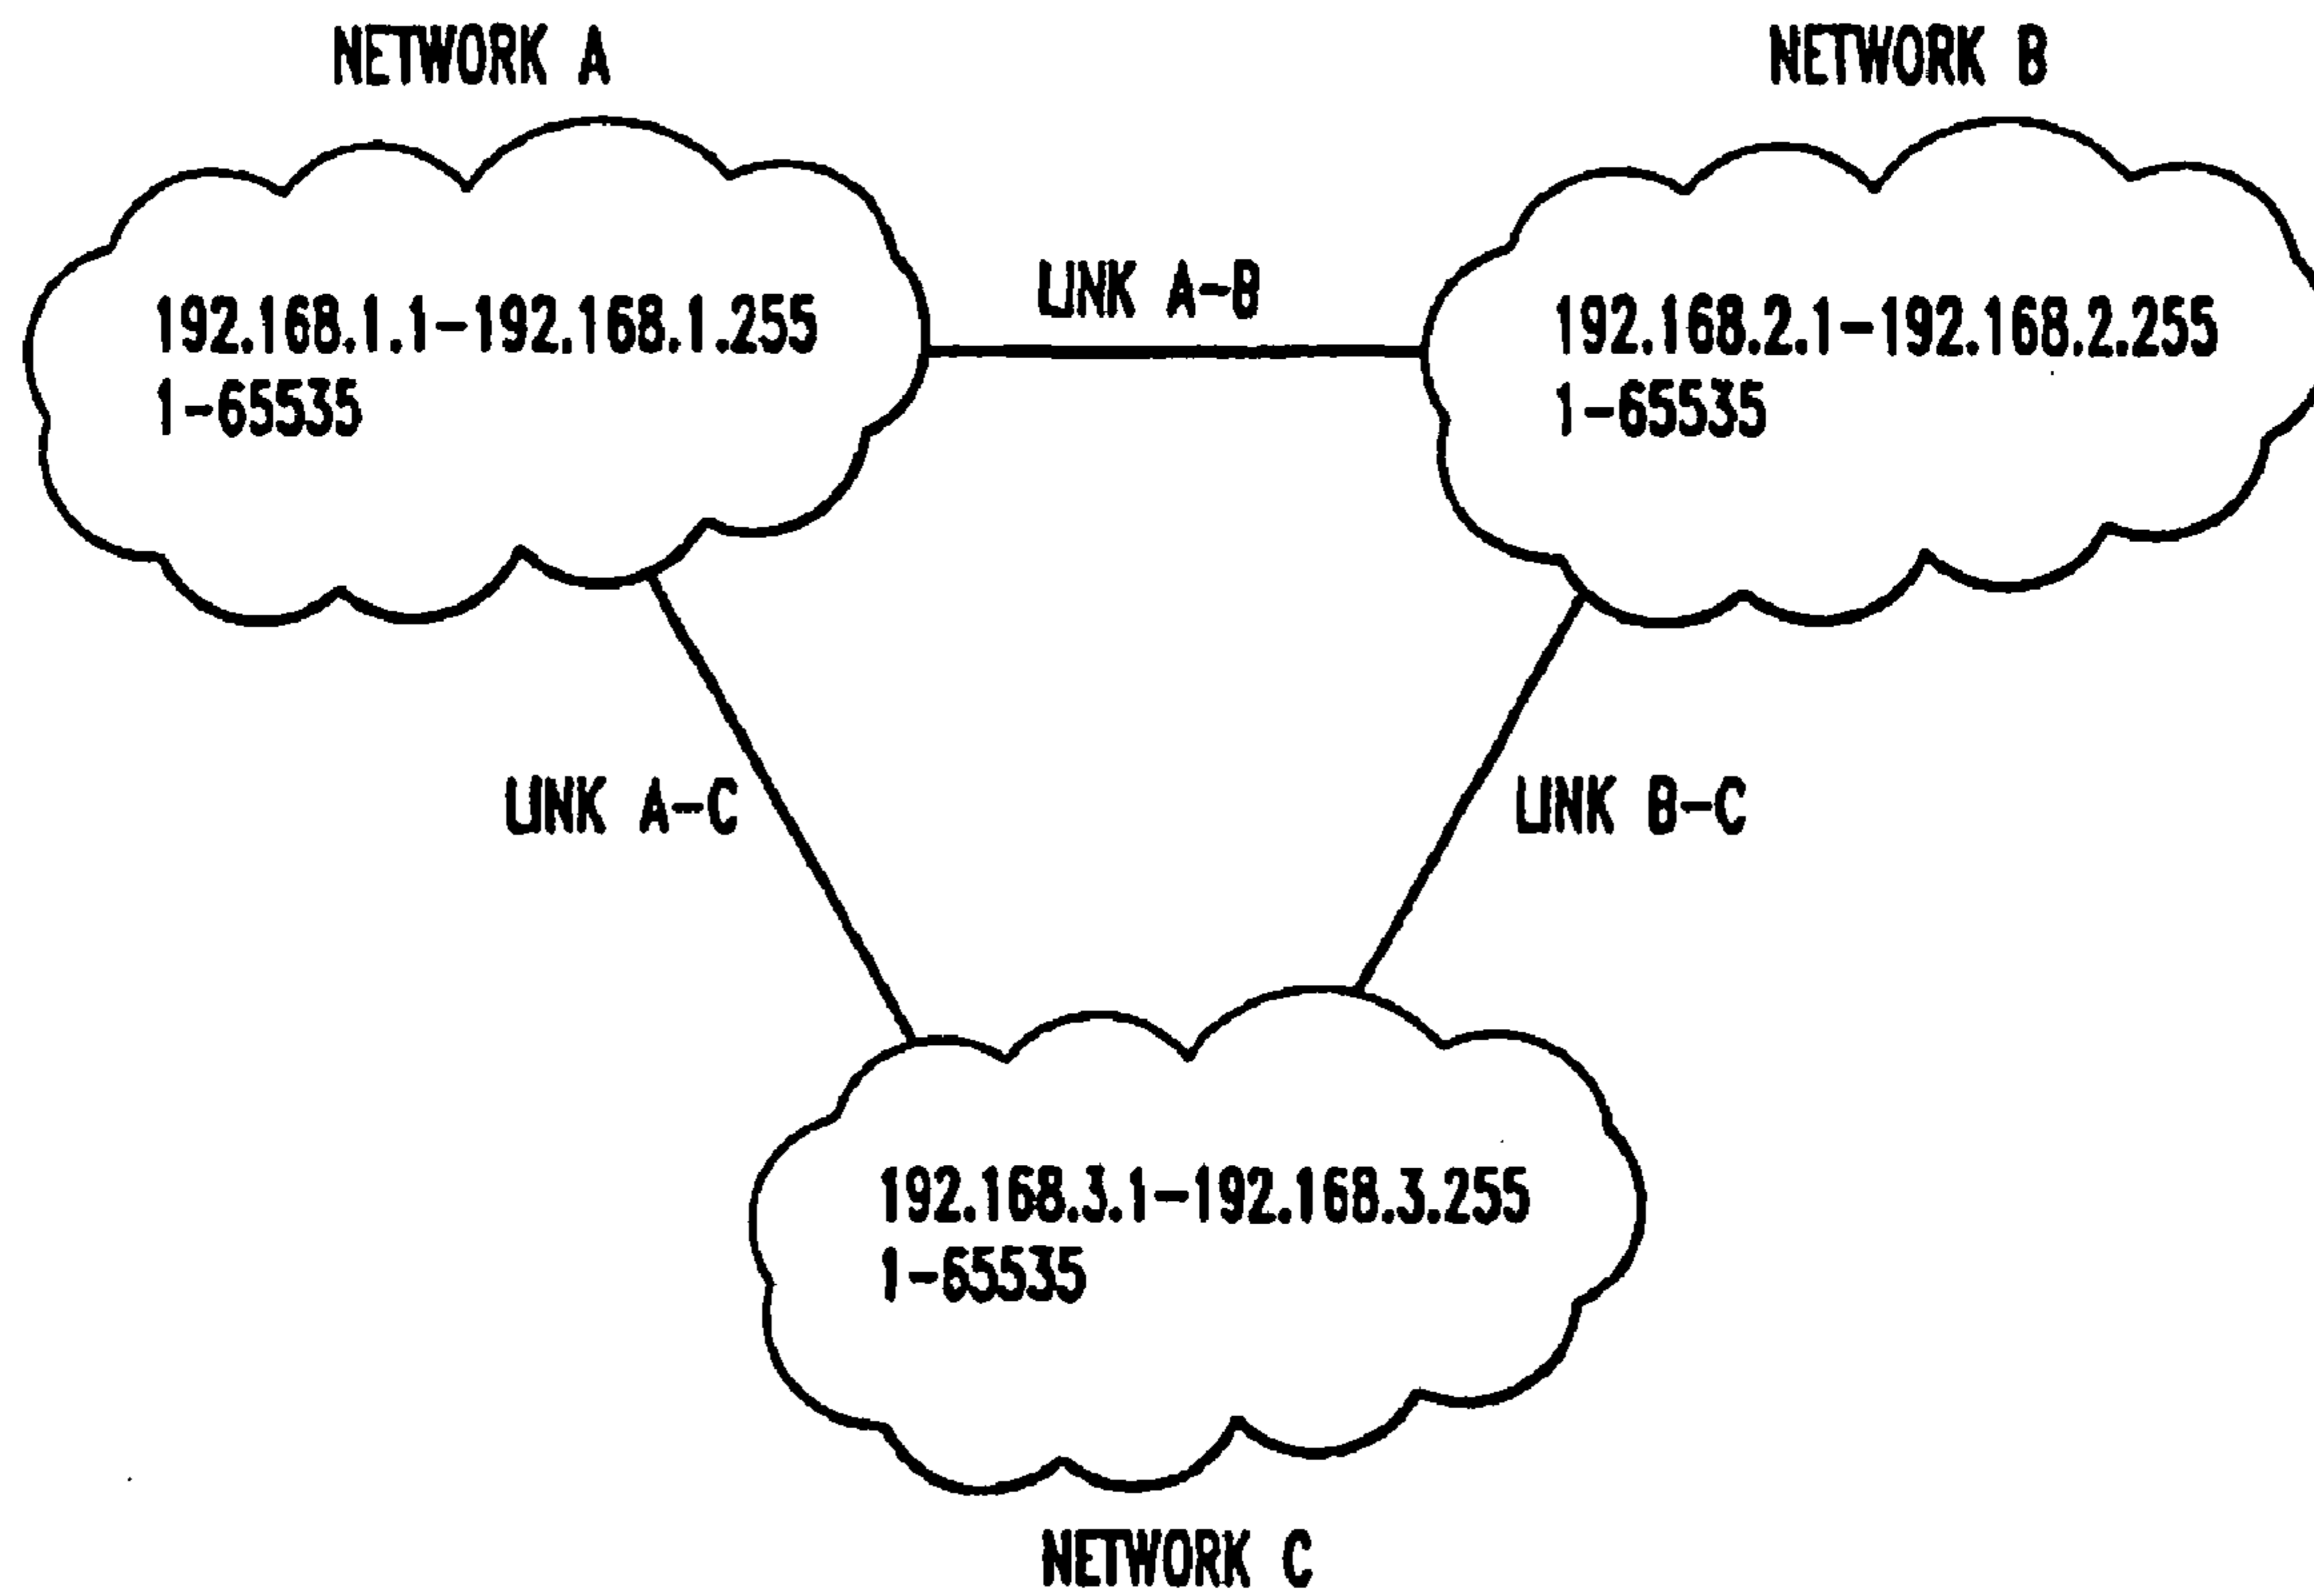 NETWORK A
NETWORK B
192.168.1.1-192.168.1.255
1-65535
LINK A-B
192.168.2.1-192.168.2.255
1-65535
LINK A-C
LINK B-C
192.168.3.1-192.168.3.255
1-65535
NETWORK C